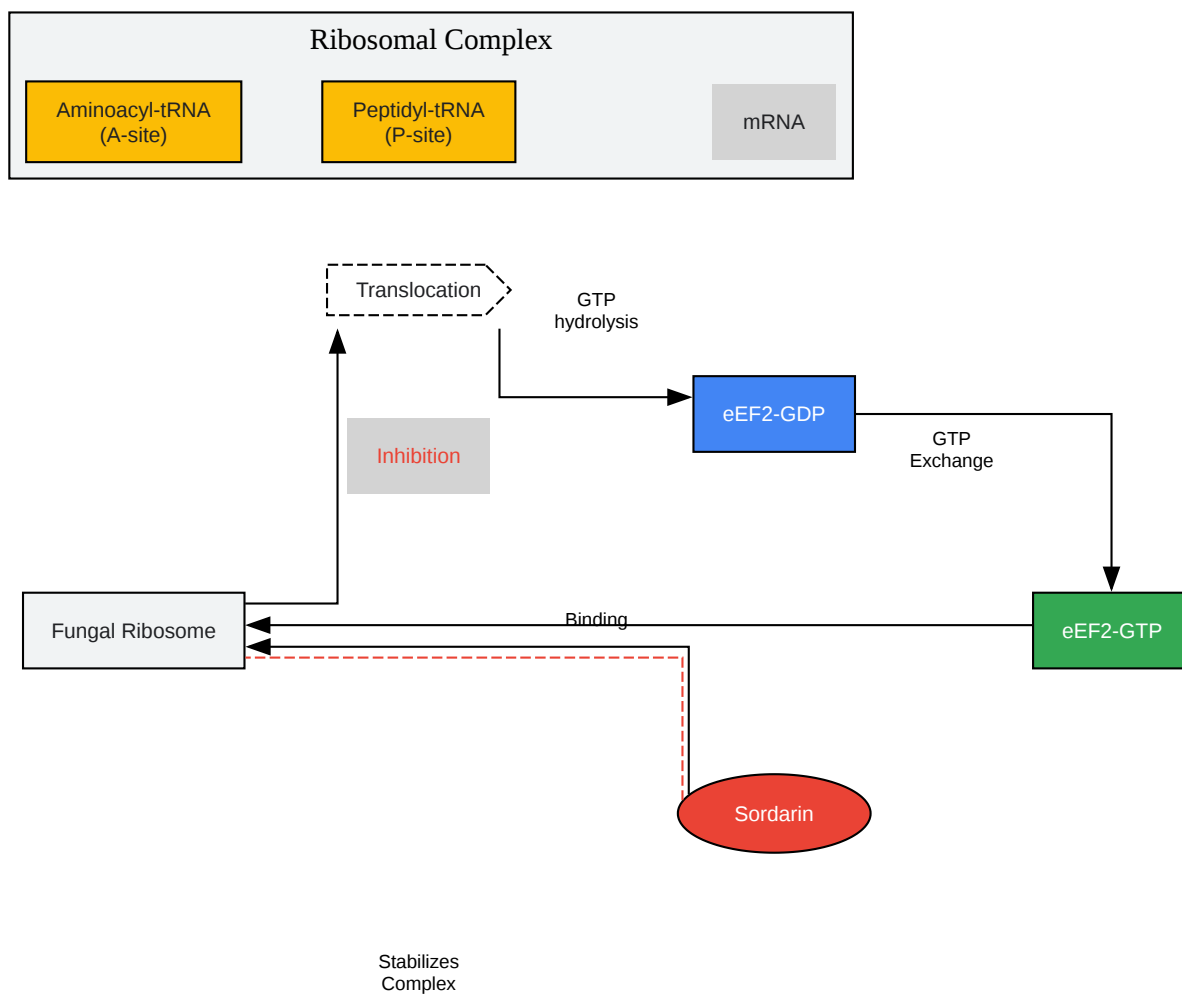 Ribosomal Complex
Aminoacyl-tRNA
(A-site)
Peptidyl-tRNA
(P-site)
mRNA
Translocation
GTP
hydrolysis
eEF2-GDP
GTP
Exchange
Inhibition
Fungal Ribosome
Binding
eEF2-GTP
Sordarin
Stabilizes
Complex